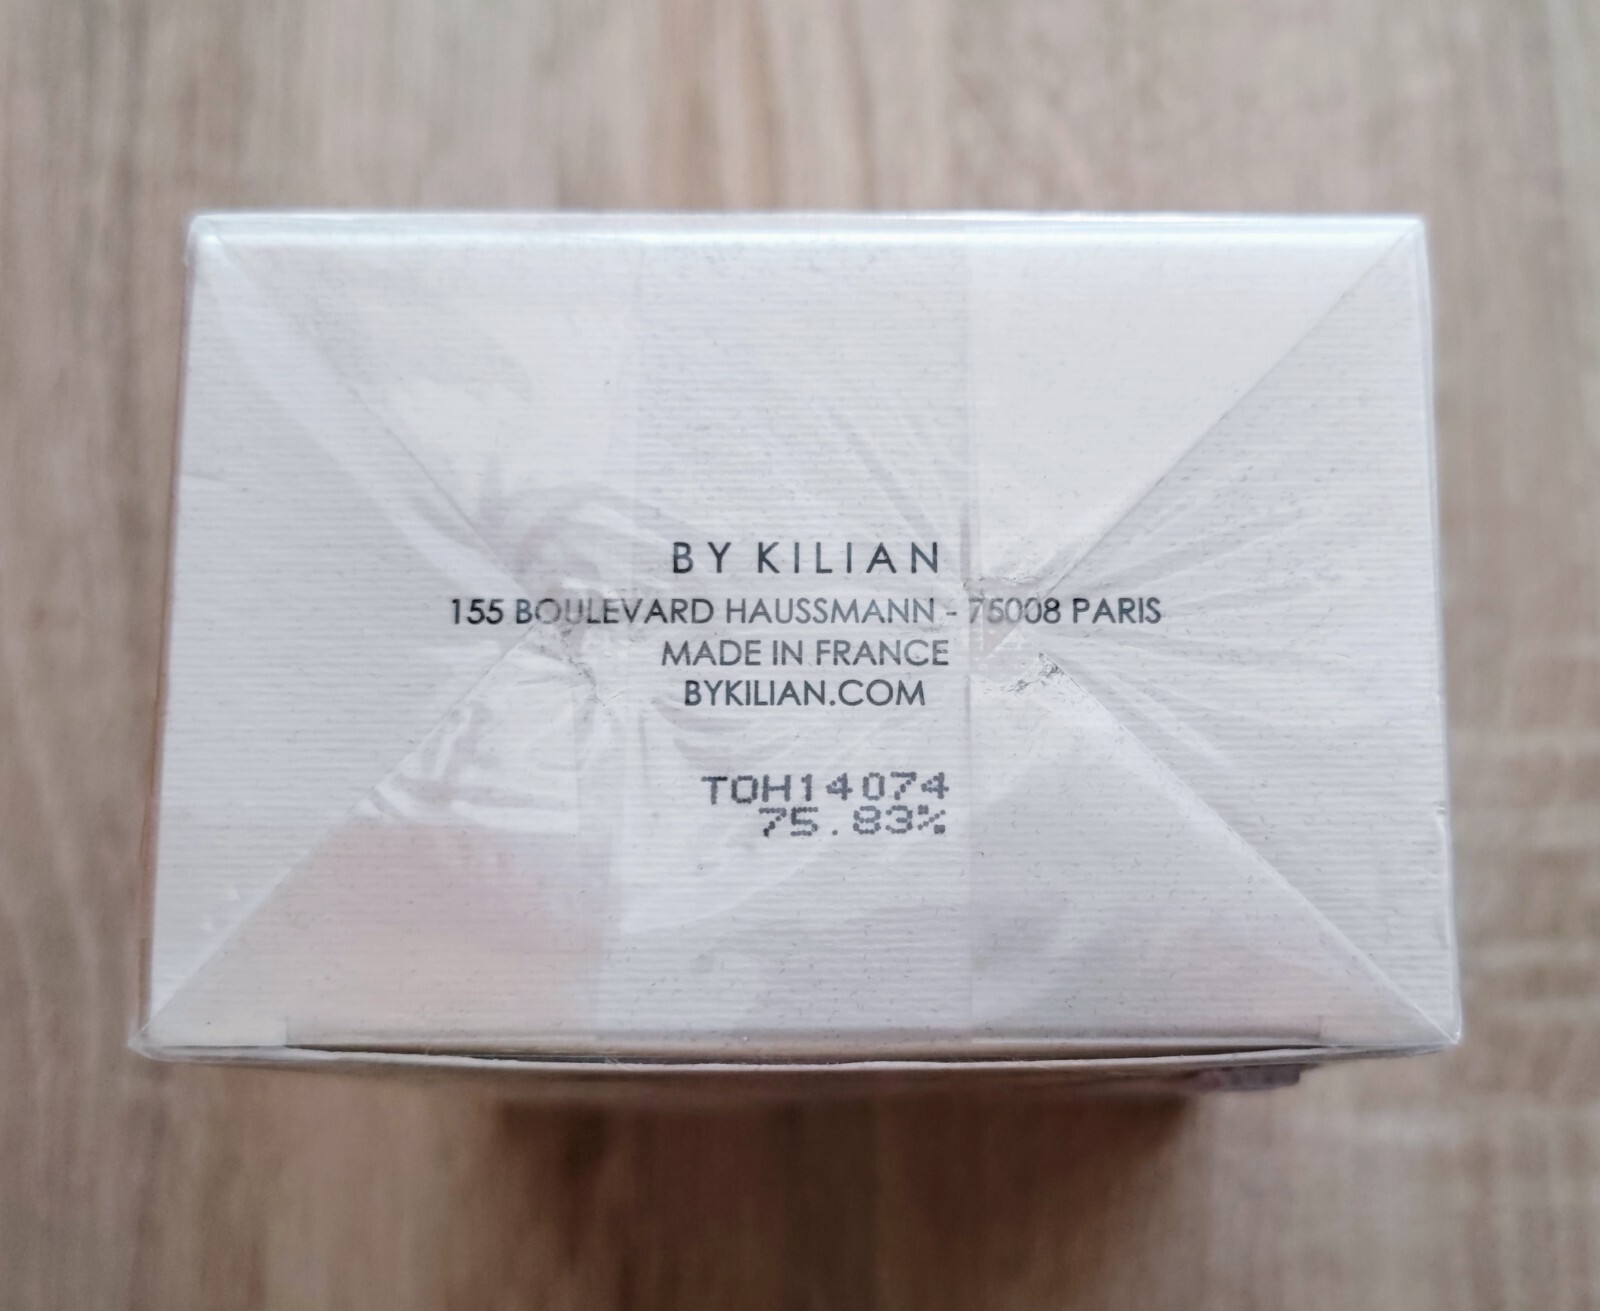 BY KILIAN
155 BOULEVARD HAUSSMANN - 75008 PARIS
MADE IN FRANCE
BYKILIAN.COM
TOH14074
75.83%